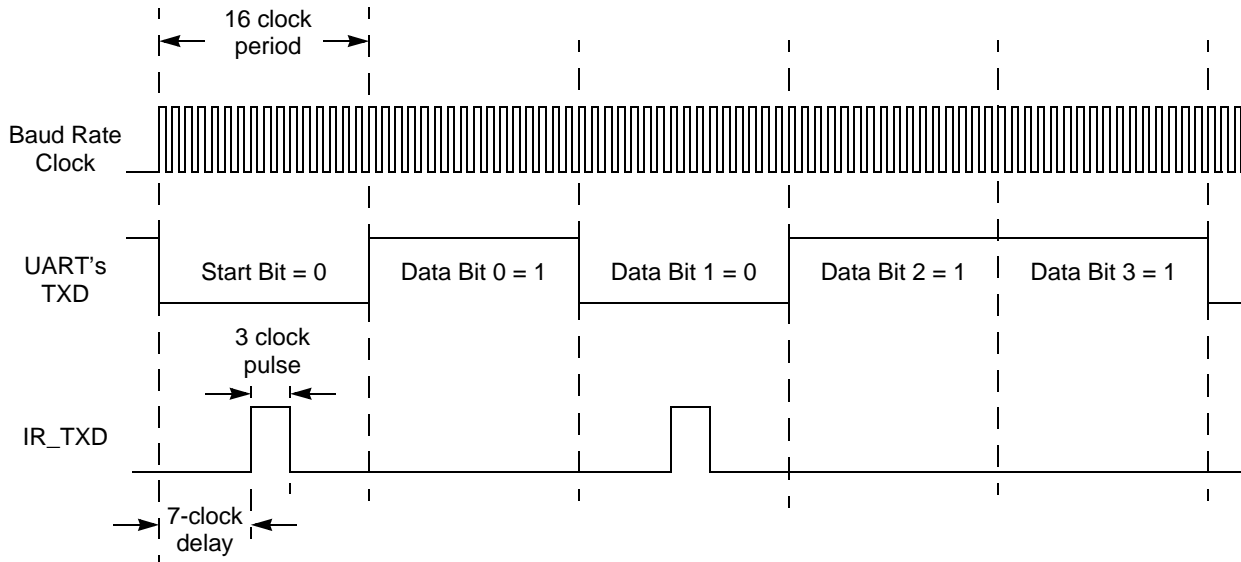 16 clock
period
Baud Rate
Clock
UART's
TXD
Start Bit = 0
Data Bit 0 = 1
Data Bit 1 = 0
Data Bit 2 = 1
Data Bit 3 = 1
3 clock
pulse
IR_TXD
7-clock
delay